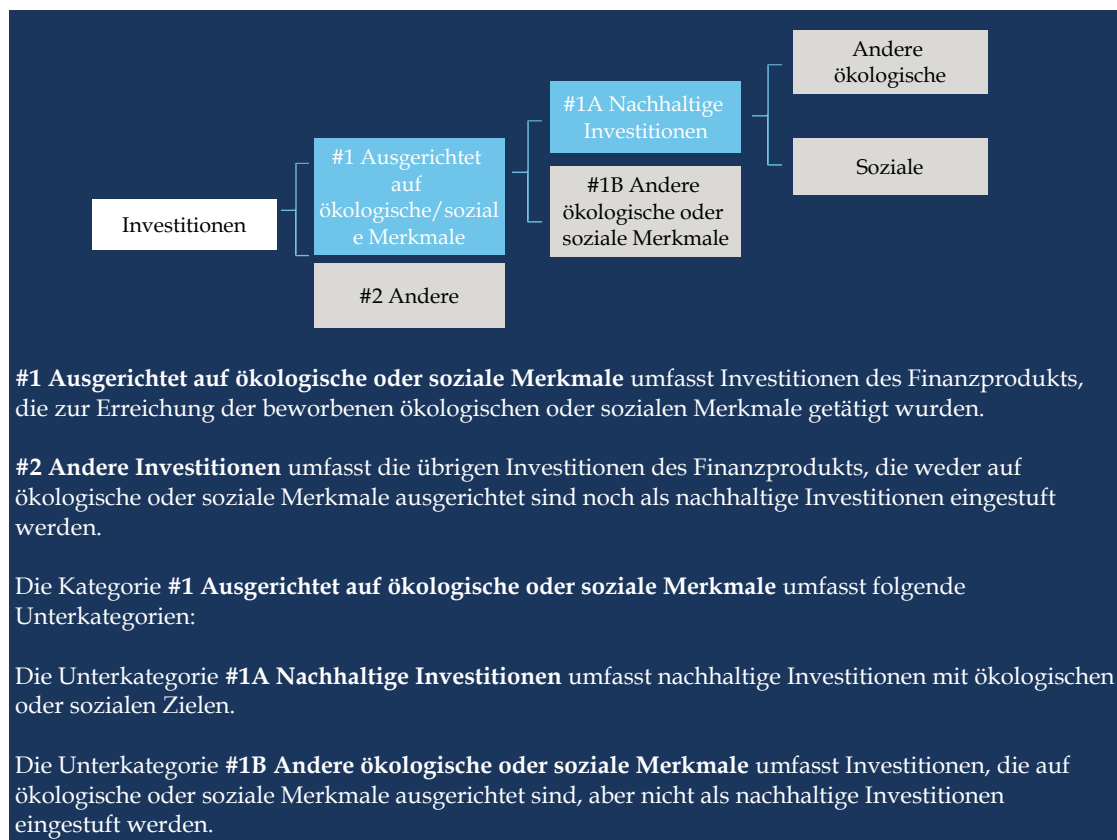 Andere
ökologische
#1A Nachhaltige
Investitionen
#1 Ausgerichtet
auf
ökologische/sozial
e Merkmale
Soziale
#1B Andere
ökologische oder
soziale Merkmale
Investitionen
#2 Andere
#1 Ausgerichtet auf ökologische oder soziale Merkmale umfasst Investitionen des Finanzprodukts,
die zur Erreichung der beworbenen ökologischen oder sozialen Merkmale getätigt wurden.
#2 Andere Investitionen umfasst die übrigen Investitionen des Finanzprodukts, die weder auf
ökologische oder soziale Merkmale ausgerichtet sind noch als nachhaltige Investitionen eingestuft
werden.
Die Kategorie #1 Ausgerichtet auf ökologische oder soziale Merkmale umfasst folgende
Unterkategorien:
Die Unterkategorie #1A Nachhaltige Investitionen umfasst nachhaltige Investitionen mit ökologischen
oder sozialen Zielen.
Die Unterkategorie #1B Andere ökologische oder soziale Merkmale umfasst Investitionen, die auf
ökologische oder soziale Merkmale ausgerichtet sind, aber nicht als nachhaltige Investitionen
eingestuft werden.